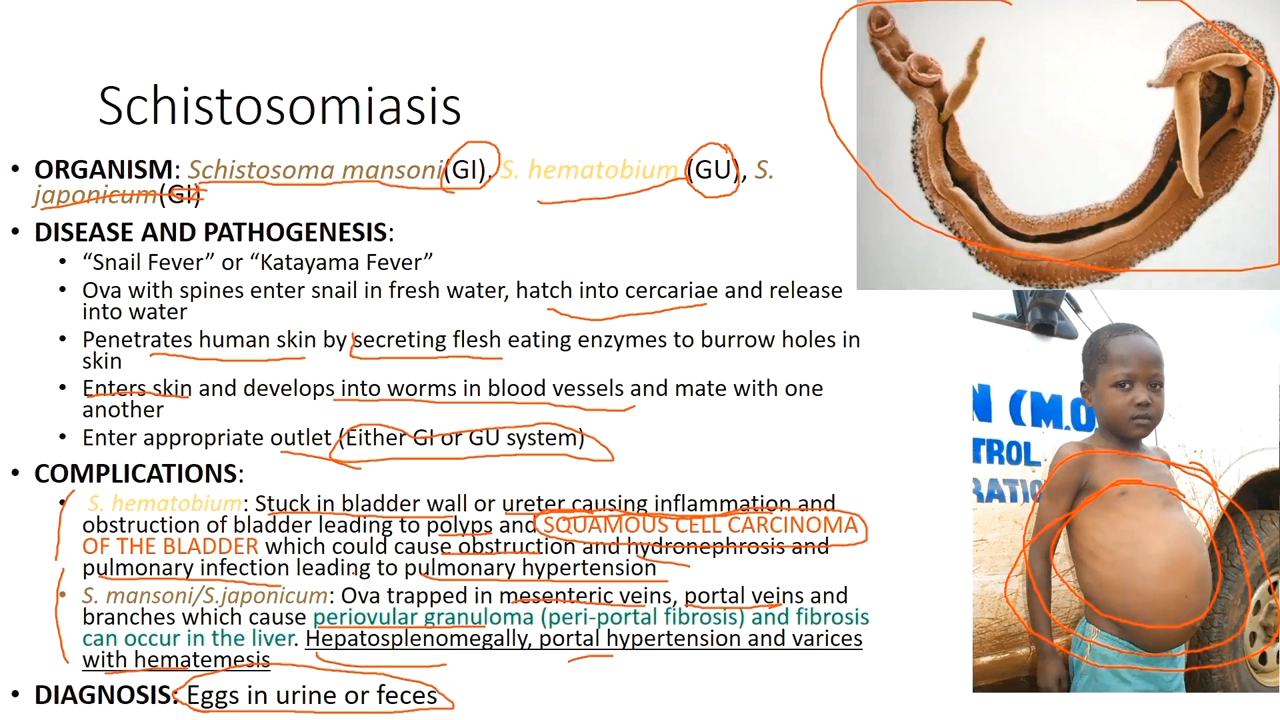 Schistosomiasis
• ORGANISM: Schistosoma mansoni(GI), S. hematobium (GU), S.
japonicum(GI)
• DISEASE AND PATHOGENESIS:
• “Snail Fever” or “Katayama Fever”
• Ova with spines enter snail in fresh water, hatch into cercariae and release
into water
• Penetrates human skin by secreting flesh eating enzymes to burrow holes in
skin
• Enters skin and develops into worms in blood vessels and mate with one
another
• Enter appropriate outlet (Either GI or GU system)
• COMPLICATIONS:
• S. hematobium: Stuck in bladder wall or ureter causing inflammation and
obstruction of bladder leading to polyps and SQUAMOUS CELL CARCINOMA
OF THE BLADDER which could cause obstruction and hydronephrosis and
pulmonary infection leading to pulmonary hypertension
• S. mansoni/S.japonicum: Ova trapped in mesenteric veins, portal veins and
branches which cause periovular granuloma (peri-portal fibrosis) and fibrosis
can occur in the liver. Hepatosplenomegally, portal hypertension and varices
with hematemesis
• DIAGNOSIS: Eggs in urine or feces
N (M.O
TROL
RATIO